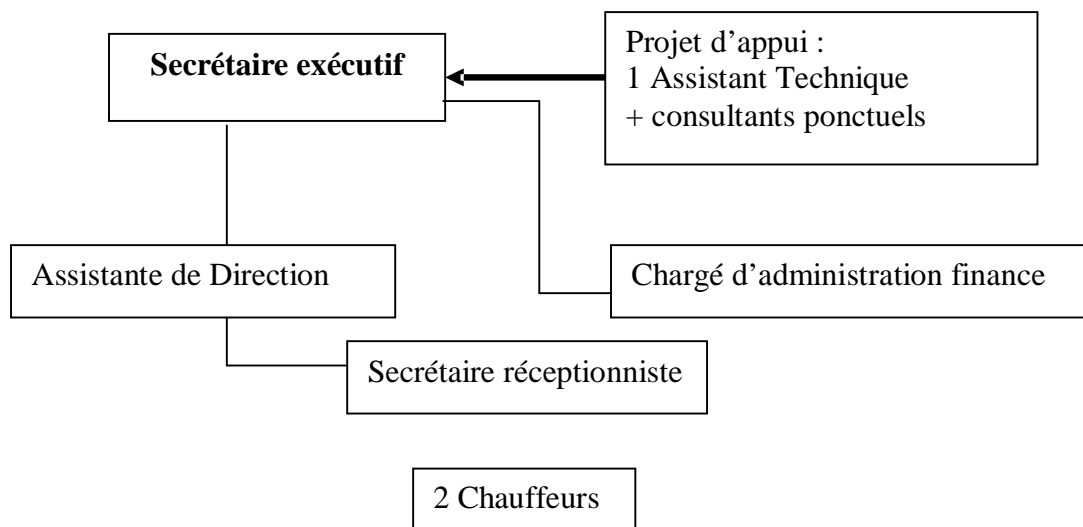 Secrétaire exécutif
Projet d’appui :
1 Assistant Technique
+ consultants ponctuels
Assistante de Direction
Chargé d’administration finance
Secrétaire réceptionniste
2 Chauffeurs